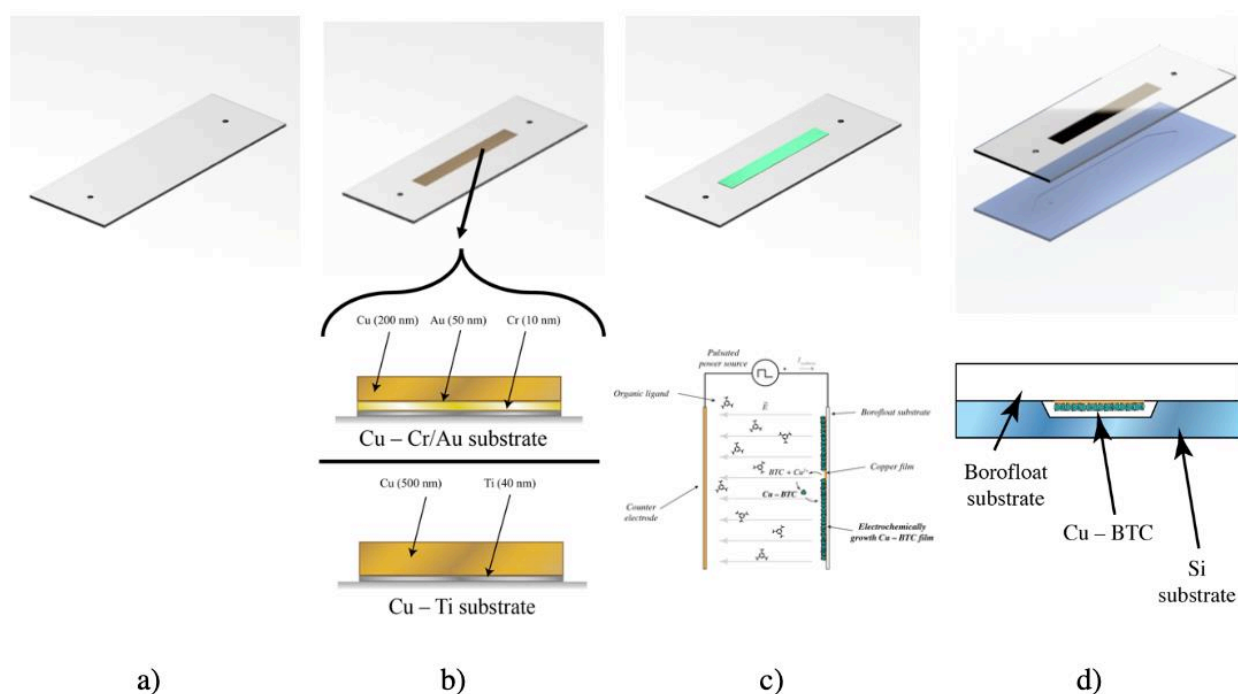 Cu (200 nm) Au (50 nm) Cr (10 nm)
Cu – Cr/Au substrate
Cu (500 nm) Ti (40 nm)
Cu – Ti substrate
Pulsated
power source
Organic ligand
Borofloat substrate
BTC + Cu²⁺
Copper film
Cu – BTC
Counter
electrode
Electrochemically
growth Cu – BTC film
Borofloat
substrate
Cu – BTC
Si
substrate
a) b) c) d)